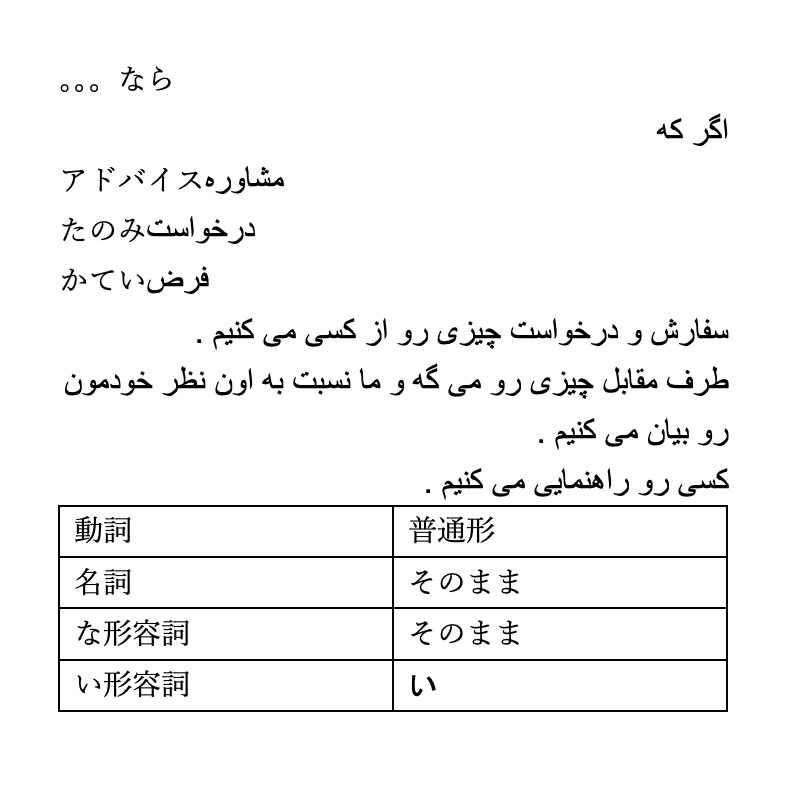 。。。なら
اگر که
アドバイスمشاوره
たのみدرخواست
かていفرض
سفارش و درخواست چیزی رو از کسی می کنیم .
طرف مقابل چیزی رو می گه و ما نسبت به اون نظر خودمون
رو بیان می کنیم .
کسی رو راهنمایی می کنیم .
動詞 普通形
名詞 そのまま
な形容詞 そのまま
い形容詞 い